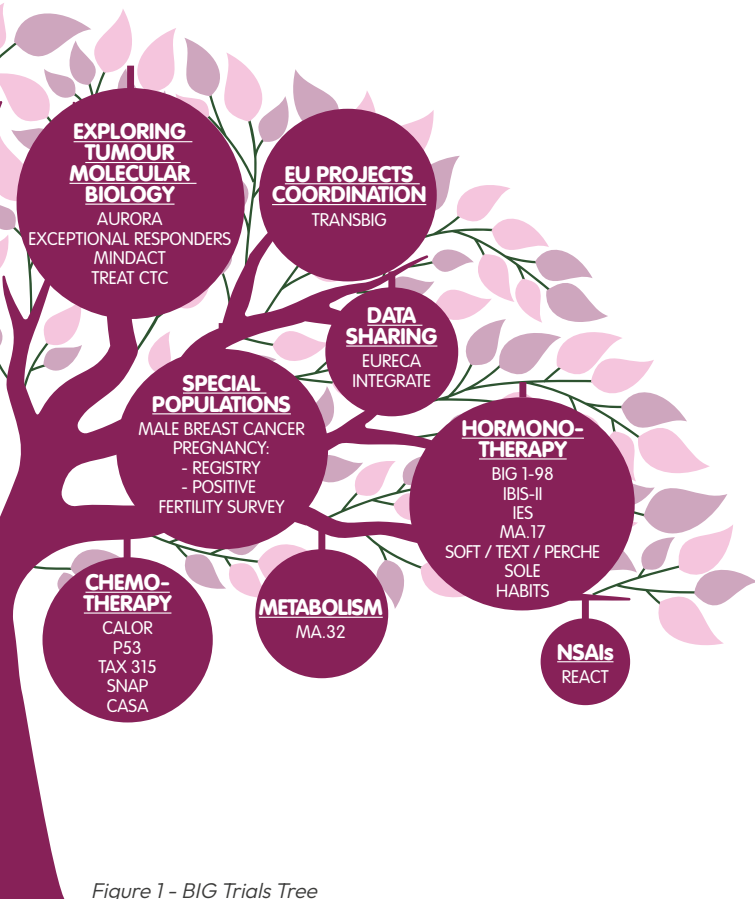 EXPLORING
TUMOUR
MOLECULAR
BIOLOGY
AURORA
EXCEPTIONAL RESPONDERS
MINDACT
TREAT CTC
EU PROJECTS
COORDINATION
TRANSBIG
DATA
SHARING
EURECA
INTEGRATE
SPECIAL
POPULATIONS
MALE BREAST CANCER
PREGNANCY:
- REGISTRY
- POSITIVE
FERTILITY SURVEY
HORMONO-
THERAPY
BIG 1-98
IBIS-II
IES
MA.17
SOFT / TEXT / PERCHE
SOLE
HABITS
CHEMO-
THERAPY
CALOR
P53
TAX 315
SNAP
CASA
METABOLISM
MA.32
NSAIs
REACT
Figure 1 - BIG Trials Tree